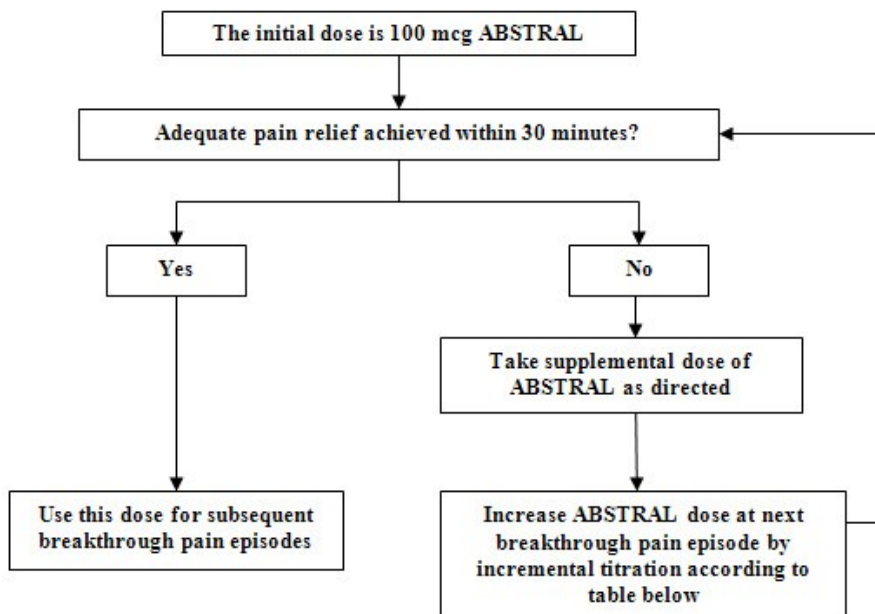 The initial dose is 100 mcg ABSTRAL
Adequate pain relief achieved within 30 minutes?
Yes
No
Take supplemental dose of
ABSTRAL as directed
Use this dose for subsequent
breakthrough pain episodes
Increase ABSTRAL dose at next
breakthrough pain episode by
incremental titration according to
table below